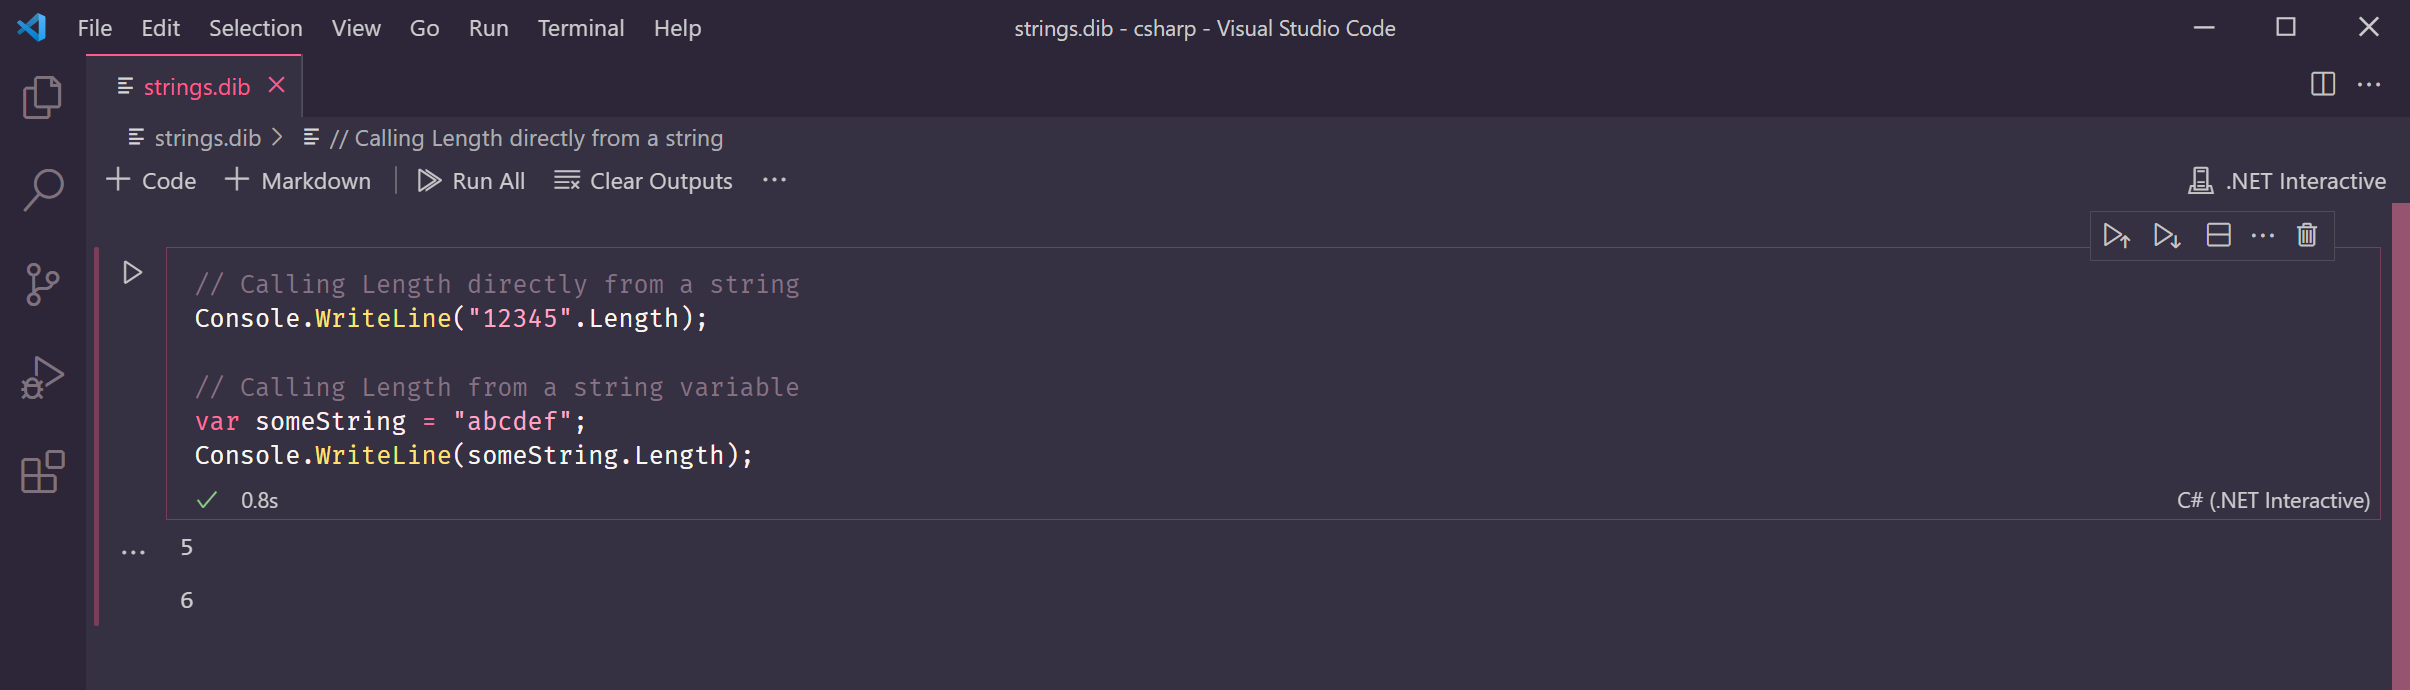 File Edit Selection View Go Run Terminal Help strings.dib - csharp - Visual Studio Code
strings.dib
strings.dib // Calling Length directly from a string
Code Markdown Run All Clear Outputs ... .NET Interactive
// Calling Length directly from a string
Console.WriteLine("12345".Length);
// Calling Length from a string variable
var someString = "abcdef";
Console.WriteLine(someString.Length);
0.8s C# (.NET Interactive)
... 5
6